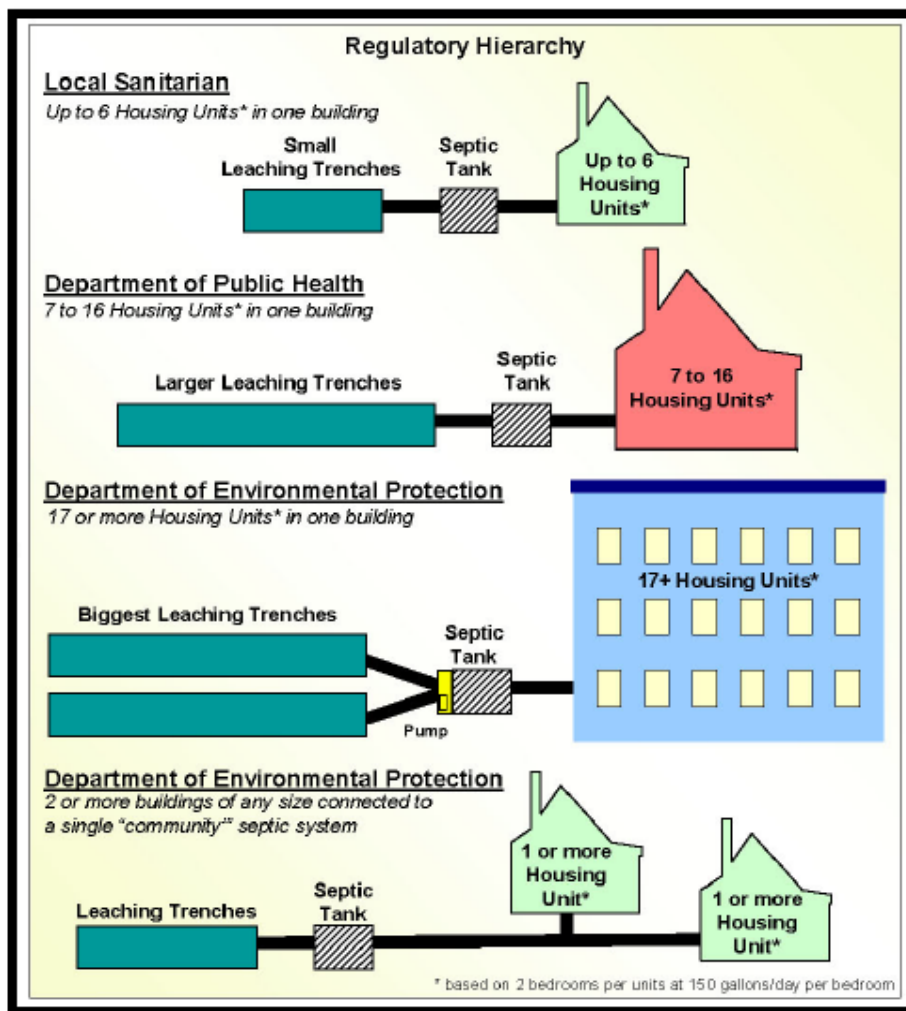 Regulatory Hierarchy
Local Sanitarian
Up to 6 Housing Units* in one building
Small
Leaching Trenches
Septic
Tank
Up to 6
Housing
Units*
Department of Public Health
7 to 16 Housing Units* in one building
Larger Leaching Trenches
Septic
Tank
7 to 16
Housing Units*
Department of Environmental Protection
17 or more Housing Units* in one building
17+ Housing Units*
Biggest Leaching Trenches
Septic
Tank
Pump
Department of Environmental Protection
2 or more buildings of any size connected to
a single "community'" septic system
1 or more
Housing
Unit*
1 or more
Housing
Unit*
Leaching Trenches
Septic
Tank
* based on 2 bedrooms per units at 150 gallons/day per bedroom